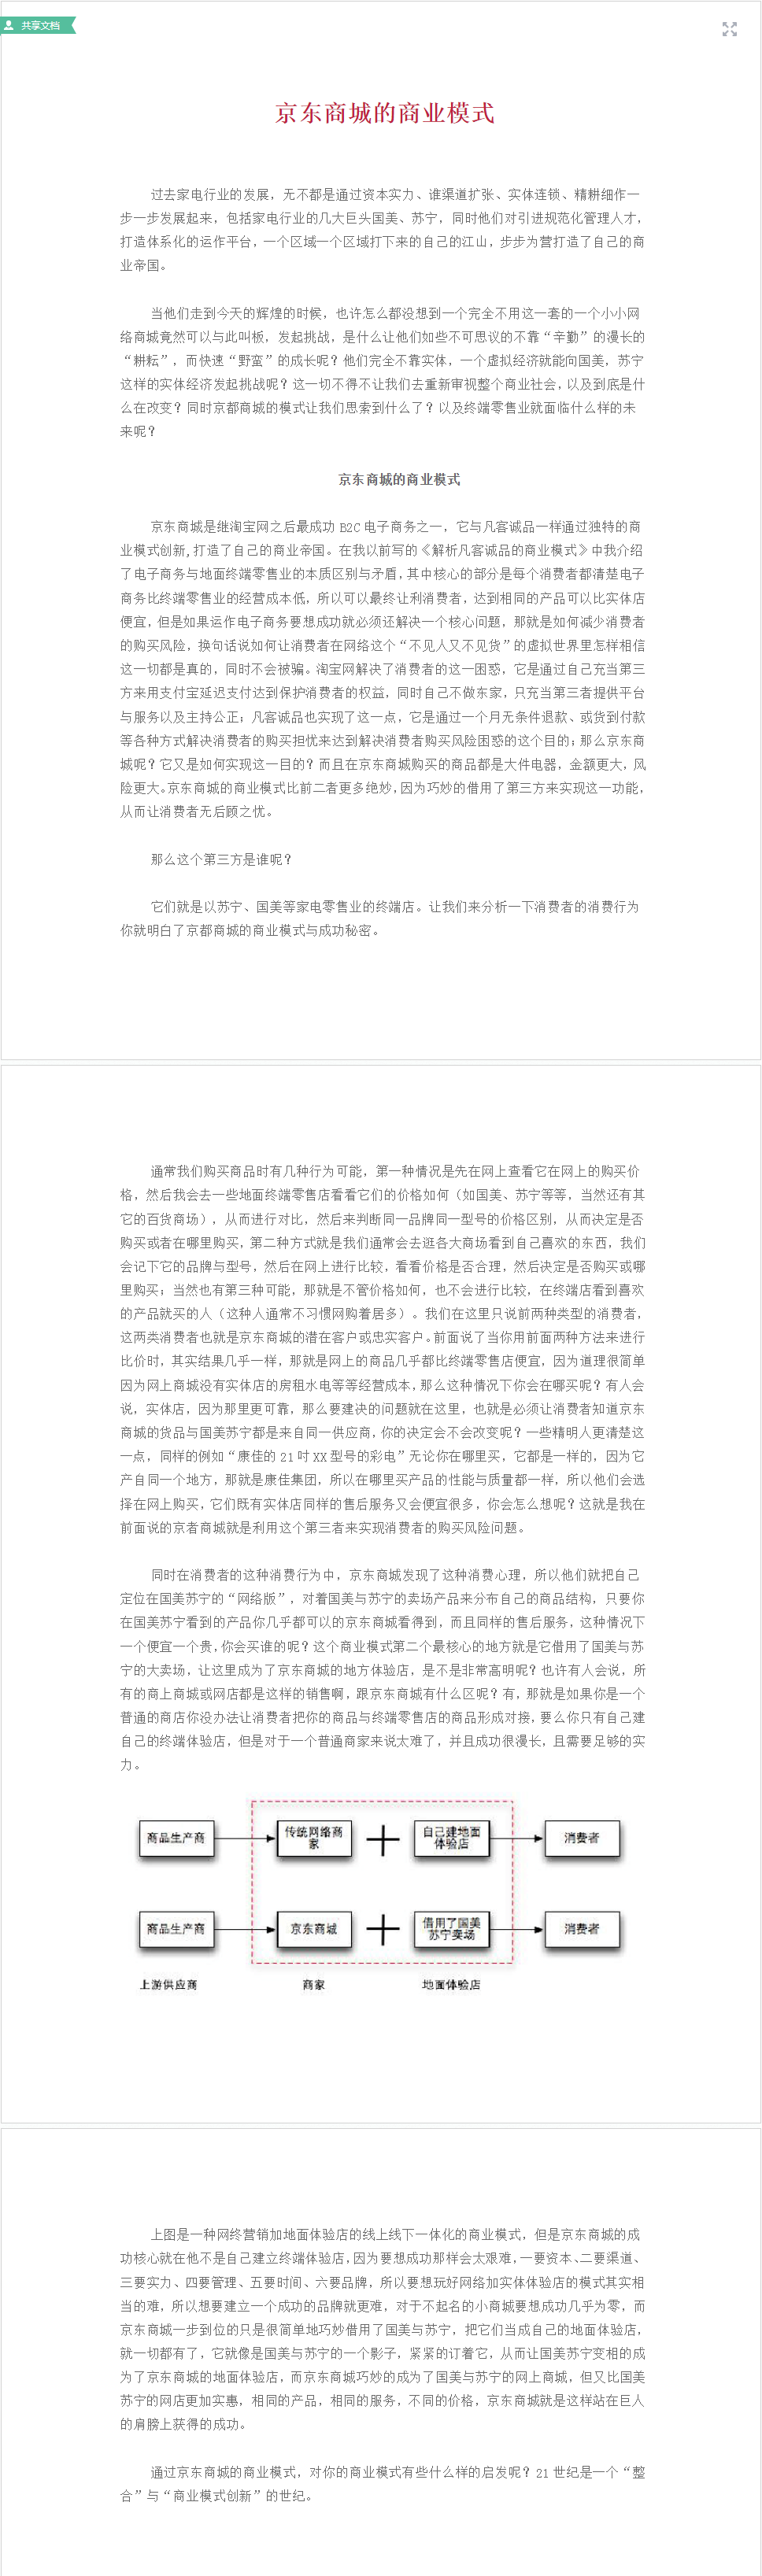 共享文档
京东商城的商业模式
过去家电行业的发展，无不都是通过资本实力、谁渠道扩张、实体连锁、精耕细作一
步一步发展起来，包括家电行业的几大巨头国美、苏宁，同时他们对引进规范化管理人才，
打造体系化的运作平台，一个区域一个区域打下来的自己的江山，步步为营打造了自己的商
业帝国。
当他们走到今天的辉煌的时候，也许怎么都没想到一个完全不用这一套的一个小小网
络商城竟然可以与此叫板，发起挑战，是什么让他们如些不可思议的不靠“辛勤”的漫长的
“耕耘”，而快速“野蛮”的成长呢？他们完全不靠实体，一个虚拟经济就能向国美，苏宁
这样的实体经济发起挑战呢？这一切不得不让我们去重新审视整个商业社会，以及到底是什
么在改变？同时京都商城的模式让我们思索到什么了？以及终端零售业就面临什么样的未
来呢？
京东商城的商业模式
京东商城是继淘宝网之后最成功 B2C 电子商务之一，它与凡客诚品一样通过独特的商
业模式创新,打造了自己的商业帝国。在我以前写的《解析凡客诚品的商业模式》中我介绍
了电子商务与地面终端零售业的本质区别与矛盾，其中核心的部分是每个消费者都清楚电子
商务比终端零售业的经营成本低，所以可以最终让利消费者，达到相同的产品可以比实体店
便宜，但是如果运作电子商务要想成功就必须还解决一个核心问题，那就是如何减少消费者
的购买风险，换句话说如何让消费者在网络这个“不见人又不见货”的虚拟世界里怎样相信
这一切都是真的，同时不会被骗。淘宝网解决了消费者的这一困惑，它是通过自己充当第三
方来用支付宝延迟支付达到保护消费者的权益，同时自己不做东家，只充当第三者提供平台
与服务以及主持公正；凡客诚品也实现了这一点，它是通过一个月无条件退款、或货到付款
等各种方式解决消费者的购买担忧来达到解决消费者购买风险困惑的这个目的；那么京东商
城呢？它又是如何实现这一目的？而且在京东商城购买的商品都是大件电器，金额更大，风
险更大。京东商城的商业模式比前二者更多绝妙，因为巧妙的借用了第三方来实现这一功能，
从而让消费者无后顾之忧。
那么这个第三方是谁呢？
它们就是以苏宁、国美等家电零售业的终端店。让我们来分析一下消费者的消费行为
你就明白了京都商城的商业模式与成功秘密。
通常我们购买商品时有几种行为可能，第一种情况是先在网上查看它在网上的购买价
格，然后我会去一些地面终端零售店看看它们的价格如何（如国美、苏宁等等，当然还有其
它的百货商场），从而进行对比，然后来判断同一品牌同一型号的价格区别，从而决定是否
购买或者在哪里购买，第二种方式就是我们通常会去逛各大商场看到自己喜欢的东西，我们
会记下它的品牌与型号，然后在网上进行比较，看看价格是否合理，然后决定是否购买或哪
里购买；当然也有第三种可能，那就是不管价格如何，也不会进行比较，在终端店看到喜欢
的产品就买的人（这种人通常不习惯网购着居多）。我们在这里只说前两种类型的消费者，
这两类消费者也就是京东商城的潜在客户或忠实客户。前面说了当你用前面两种方法来进行
比价时，其实结果几乎一样，那就是网上的商品几乎都比终端零售店便宜，因为道理很简单
因为网上商城没有实体店的房租水电等等经营成本，那么这种情况下你会在哪买呢？有人会
说，实体店，因为那里更可靠，那么要建决的问题就在这里，也就是必须让消费者知道京东
商城的货品与国美苏宁都是来自同一供应商，你的决定会不会改变呢？一些精明人更清楚这
一点，同样的例如“康佳的 21 吋 XX 型号的彩电”无论你在哪里买，它都是一样的，因为它
产自同一个地方，那就是康佳集团，所以在哪里买产品的性能与质量都一样，所以他们会选
择在网上购买，它们既有实体店同样的售后服务又会便宜很多，你会怎么想呢？这就是我在
前面说的京者商城就是利用这个第三者来实现消费者的购买风险问题。
同时在消费者的这种消费行为中，京东商城发现了这种消费心理，所以他们就把自己
定位在国美苏宁的“网络版”，对着国美与苏宁的卖场产品来分布自己的商品结构，只要你
在国美苏宁看到的产品你几乎都可以的京东商城看得到，而且同样的售后服务，这种情况下
一个便宜一个贵，你会买谁的呢？这个商业模式第二个最核心的地方就是它借用了国美与苏
宁的大卖场，让这里成为了京东商城的地方体验店，是不是非常高明呢？也许有人会说，所
有的商上商城或网店都是这样的销售啊，跟京东商城有什么区呢？有，那就是如果你是一个
普通的商店你没办法让消费者把你的商品与终端零售店的商品形成对接，要么你只有自己建
自己的终端体验店，但是对于一个普通商家来说太难了，并且成功很漫长，且需要足够的实
力。
商品生产商 传统网络商家 自己建地面体验店 消费者
商品生产商 京东商城 借用了国美苏宁卖场 消费者
上游供应商 商家 地面体验店
上图是一种网终营销加地面体验店的线上线下一体化的商业模式，但是京东商城的成
功核心就在他不是自己建立终端体验店，因为要想成功那样会太艰难，一要资本、二要渠道、
三要实力、四要管理、五要时间、六要品牌，所以要想玩好网络加实体体验店的模式其实相
当的难，所以想要建立一个成功的品牌就更难，对于不起名的小商城要想成功几乎为零，而
京东商城一步到位的只是很简单地巧妙借用了国美与苏宁，把它们当成自己的地面体验店，
就一切都有了，它就像是国美与苏宁的一个影子，紧紧的订着它，从而让国美苏宁变相的成
为了京东商城的地面体验店，而京东商城巧妙的成为了国美与苏宁的网上商城，但又比国美
苏宁的网店更加实惠，相同的产品，相同的服务，不同的价格，京东商城就是这样站在巨人
的肩膀上获得的成功。
通过京东商城的商业模式，对你的商业模式有些什么样的启发呢？21 世纪是一个“整
合”与“商业模式创新”的世纪。